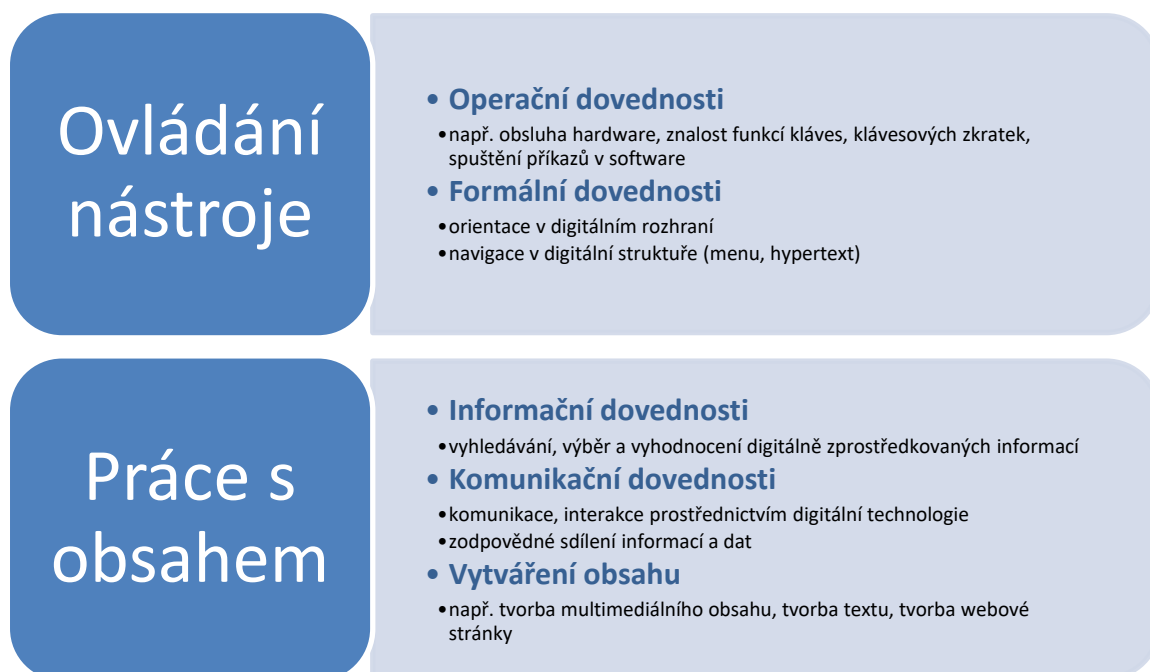 Ovládání
nástroje
• Operační dovednosti
•např. obsluha hardware, znalost funkcí kláves, klávesových zkratek,
spuštění příkazů v software
• Formální dovednosti
•orientace v digitálním rozhraní
•navigace v digitální struktuře (menu, hypertext)
Práce s
obsahem
• Informační dovednosti
•vyhledávání, výběr a vyhodnocení digitálně zprostředkovaných informací
• Komunikační dovednosti
•komunikace, interakce prostřednictvím digitální technologie
•zodpovědné sdílení informací a dat
• Vytváření obsahu
•např. tvorba multimediálního obsahu, tvorba textu, tvorba webové
stránky